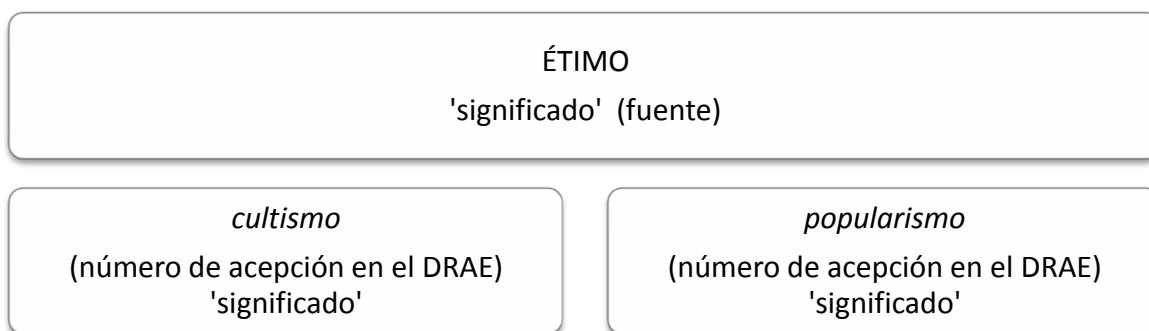 ÉTIMO
'significado' (fuente)
cultismo
(número de acepción en el DRAE)
'significado'
popularismo
(número de acepción en el DRAE)
'significado'